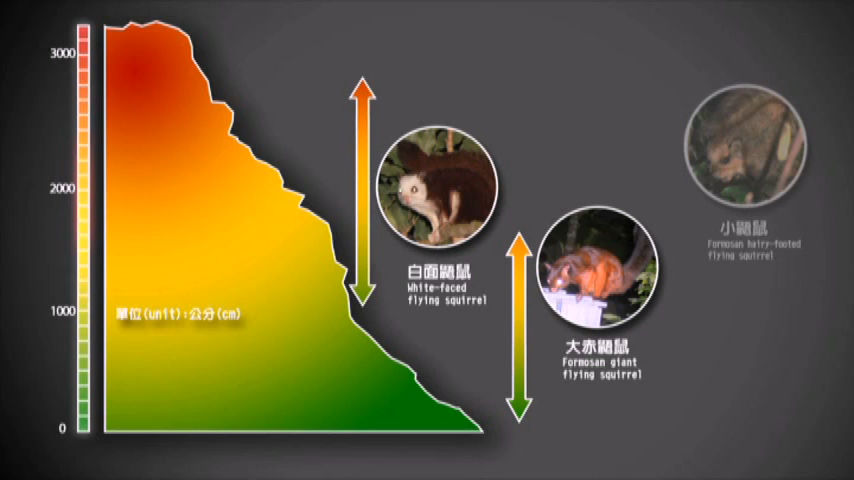 3000
2000
1000
0
單位(unit):公分(cm)
白面鼯鼠
White-faced
flying squirrel
大赤鼯鼠
Formosan giant
flying squirrel
小鼯鼠
Formosan hairy-footed
flying squirrel